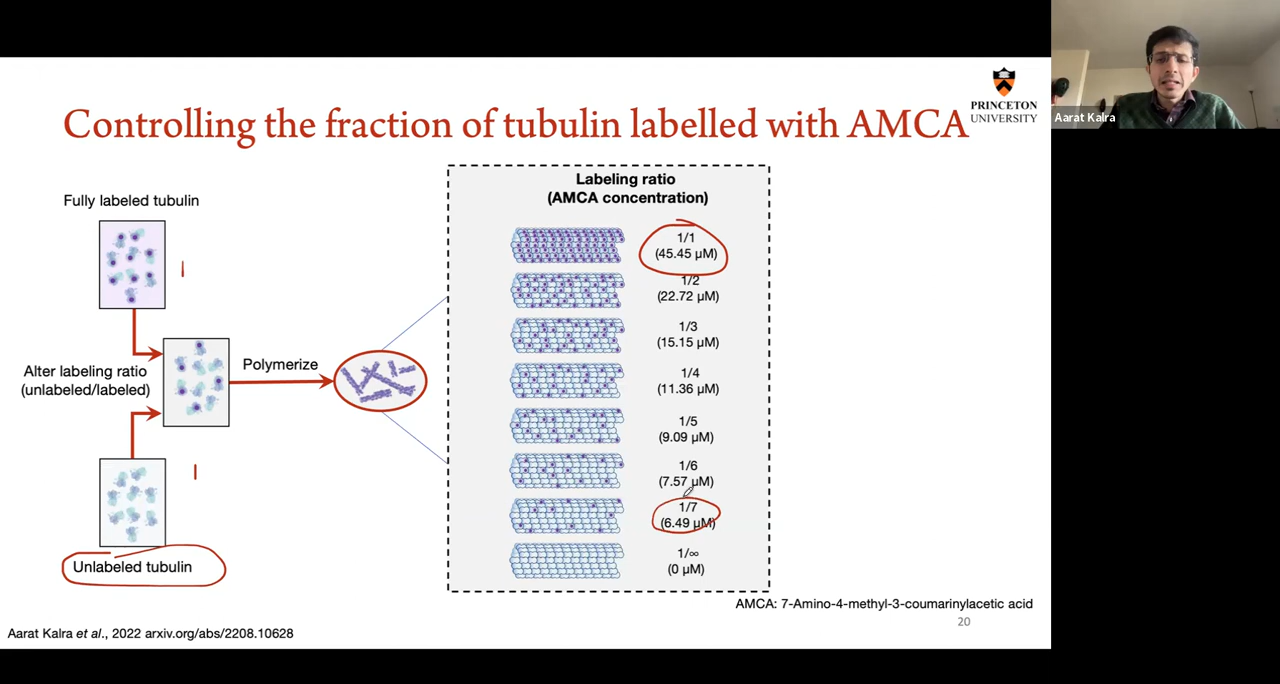 Controlling the fraction of tubulin labelled with AMCA
PRINCETON
UNIVERSITY
Aarat Kalra
Fully labeled tubulin
Alter labeling ratio
(unlabeled/labeled)
Polymerize
Unlabeled tubulin
Labeling ratio
(AMCA concentration)
1/1
(45.45 µM)
1/2
(22.72 µM)
1/3
(15.15 µM)
1/4
(11.36 µM)
1/5
(9.09 µM)
1/6
(7.57 µM)
1/7
(6.49 µM)
1/∞
(0 µM)
AMCA: 7-Amino-4-methyl-3-coumarinylacetic acid
20
Aarat Kalra et al., 2022 arxiv.org/abs/2208.10628